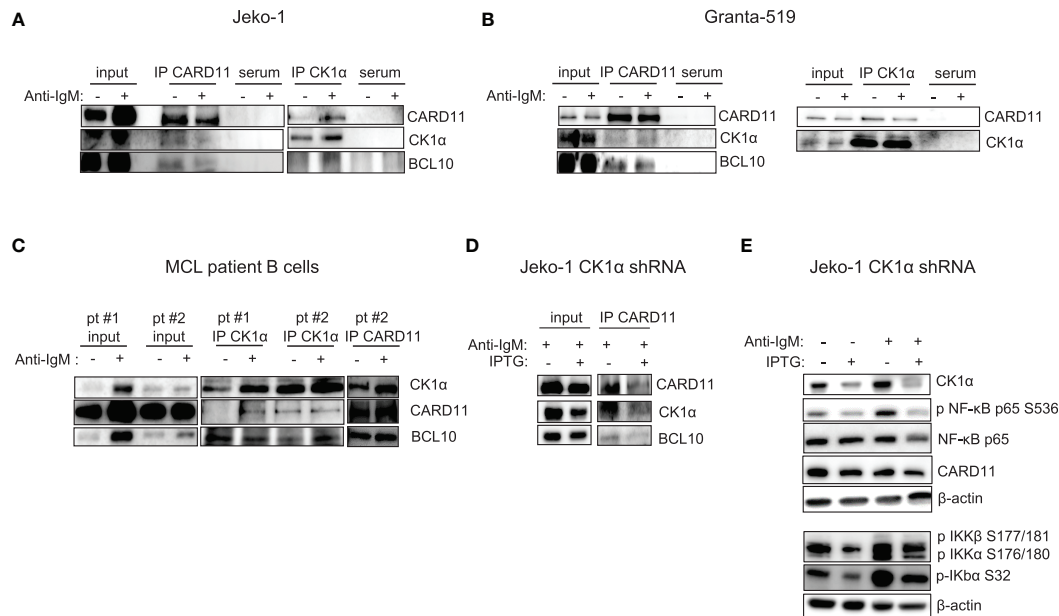 A
Jeko-1
input IP CARD11 serum IP CK1α serum
Anti-IgM: - + - + - + - + - +
CARD11
CK1α
BCL10
B
Granta-519
input IP CARD11 serum
Anti-IgM: - + - + - +
CARD11
CK1α
BCL10
input IP CK1α serum
- + - + - +
CARD11
CK1α
C
MCL patient B cells
pt #1 pt #2 pt #1 pt #2 pt #2
input input IP CK1α IP CK1α IP CARD11
Anti-IgM : - + - + - + - + - +
CK1α
CARD11
BCL10
D
Jeko-1 CK1α shRNA
input IP CARD11
Anti-IgM: + + + +
IPTG: - + - +
CARD11
CK1α
BCL10
E
Jeko-1 CK1α shRNA
Anti-IgM: - - + +
IPTG: - + - +
CK1α
p NF-κB p65 S536
NF-κB p65
CARD11
β-actin
p IKKβ S177/181
p IKKα S176/180
p-IKbα S32
β-actin